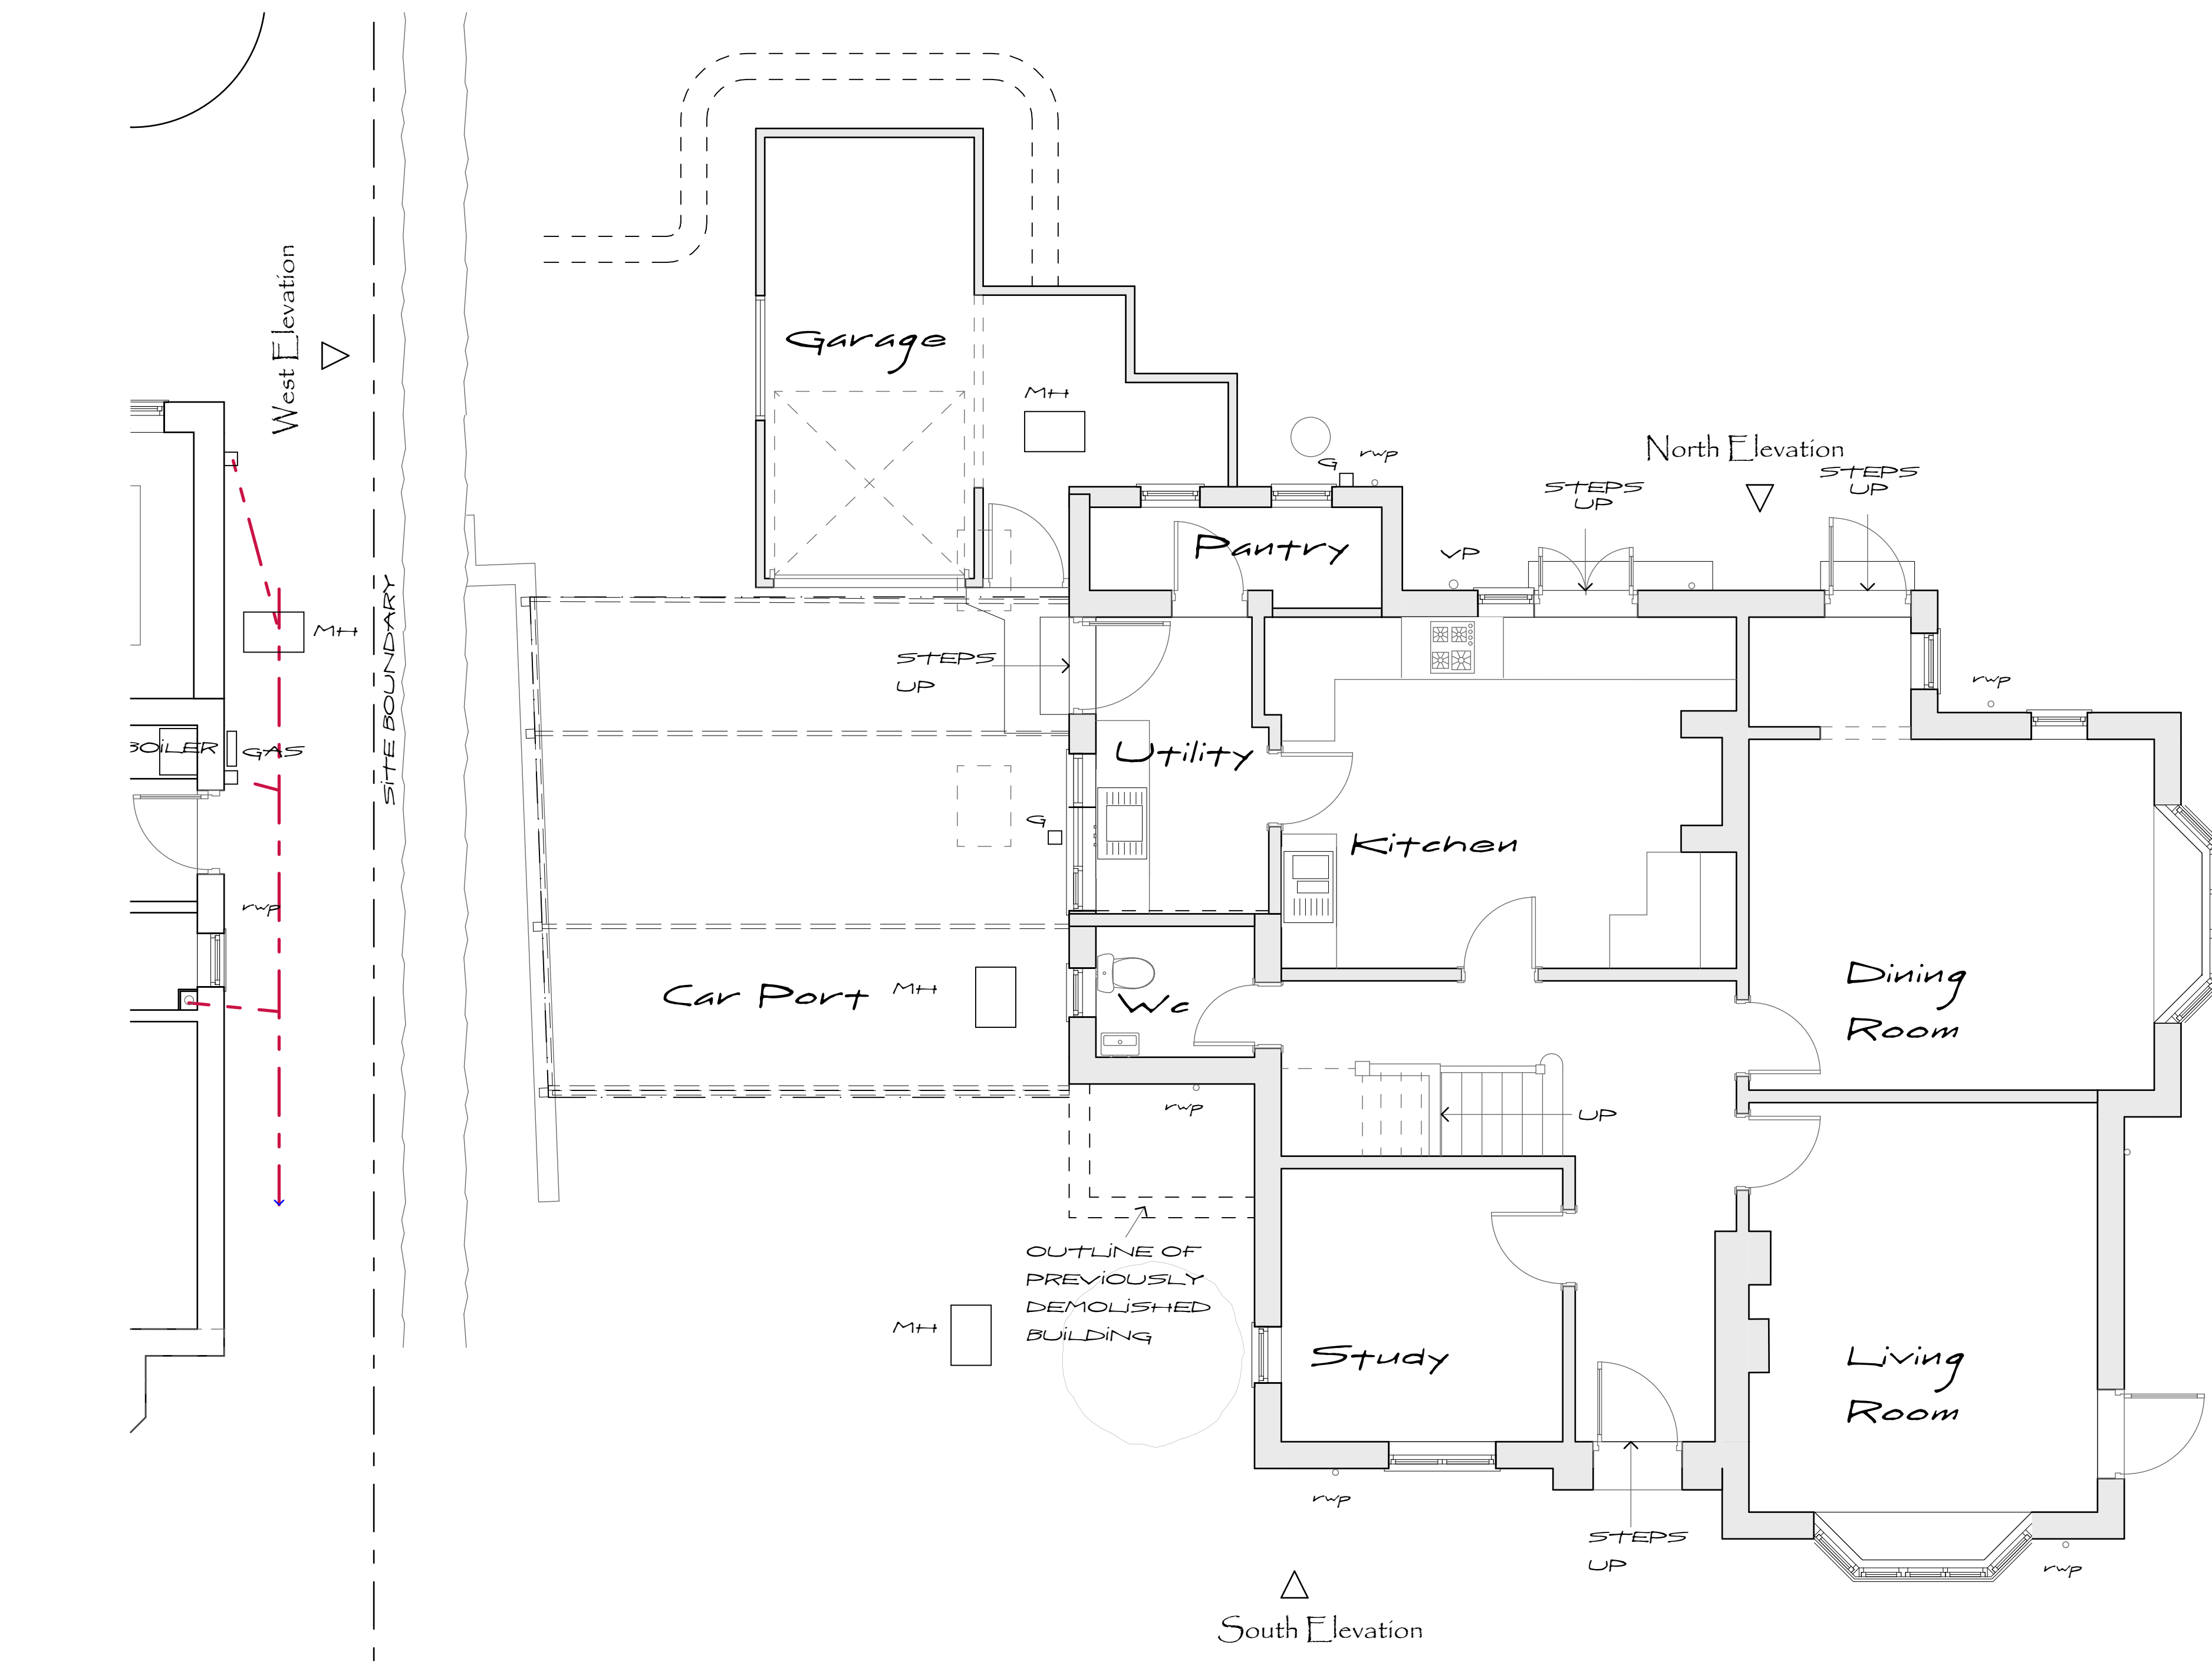 West Elevation
Garage
MH
North Elevation
STEPS
UP
STEPS
UP
G
rwp
Pantry
VP
SITE BOUNDARY
MH
STEPS
UP
rwp
BOILER
GAS
Utility
G
Kitchen
rwp
Dining
Room
Car Port
MH
Wc
rwp
UP
OUTLINE OF
PREVIOUSLY
DEMOLISHED
BUILDING
MH
Study
Living
Room
rwp
STEPS
UP
rwp
South Elevation